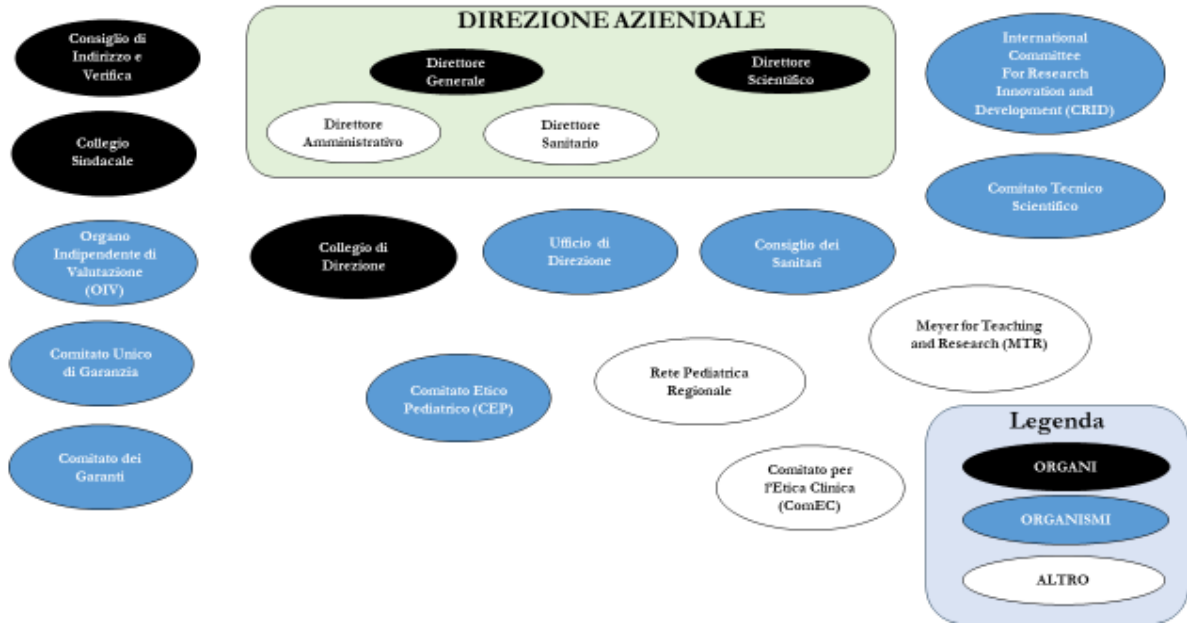 DIREZIONE AZIENDALE
Consiglio di
Indirizzo e
Verifica
Direttore
Generale
Direttore
Scientifico
International
Committee
For Research
Innovation and
Development (CRID)
Direttore
Amministrativo
Direttore
Sanitario
Collegio
Sindacale
Comitato Tecnico
Scientifico
Organo
Indipendente di
Valutazione
(OIV)
Collegio di
Direzione
Ufficio di
Direzione
Consiglio dei
Sanitari
Meyer for Teaching
and Research (MTR)
Comitato Unico
di Garanzia
Comitato Etico
Pediatrico (CEP)
Rete Pediatrica
Regionale
Comitato dei
Garanti
Comitato per
l'Etica Clinica
(ComEC)
Legenda
ORGANI
ORGANISMI
ALTRO